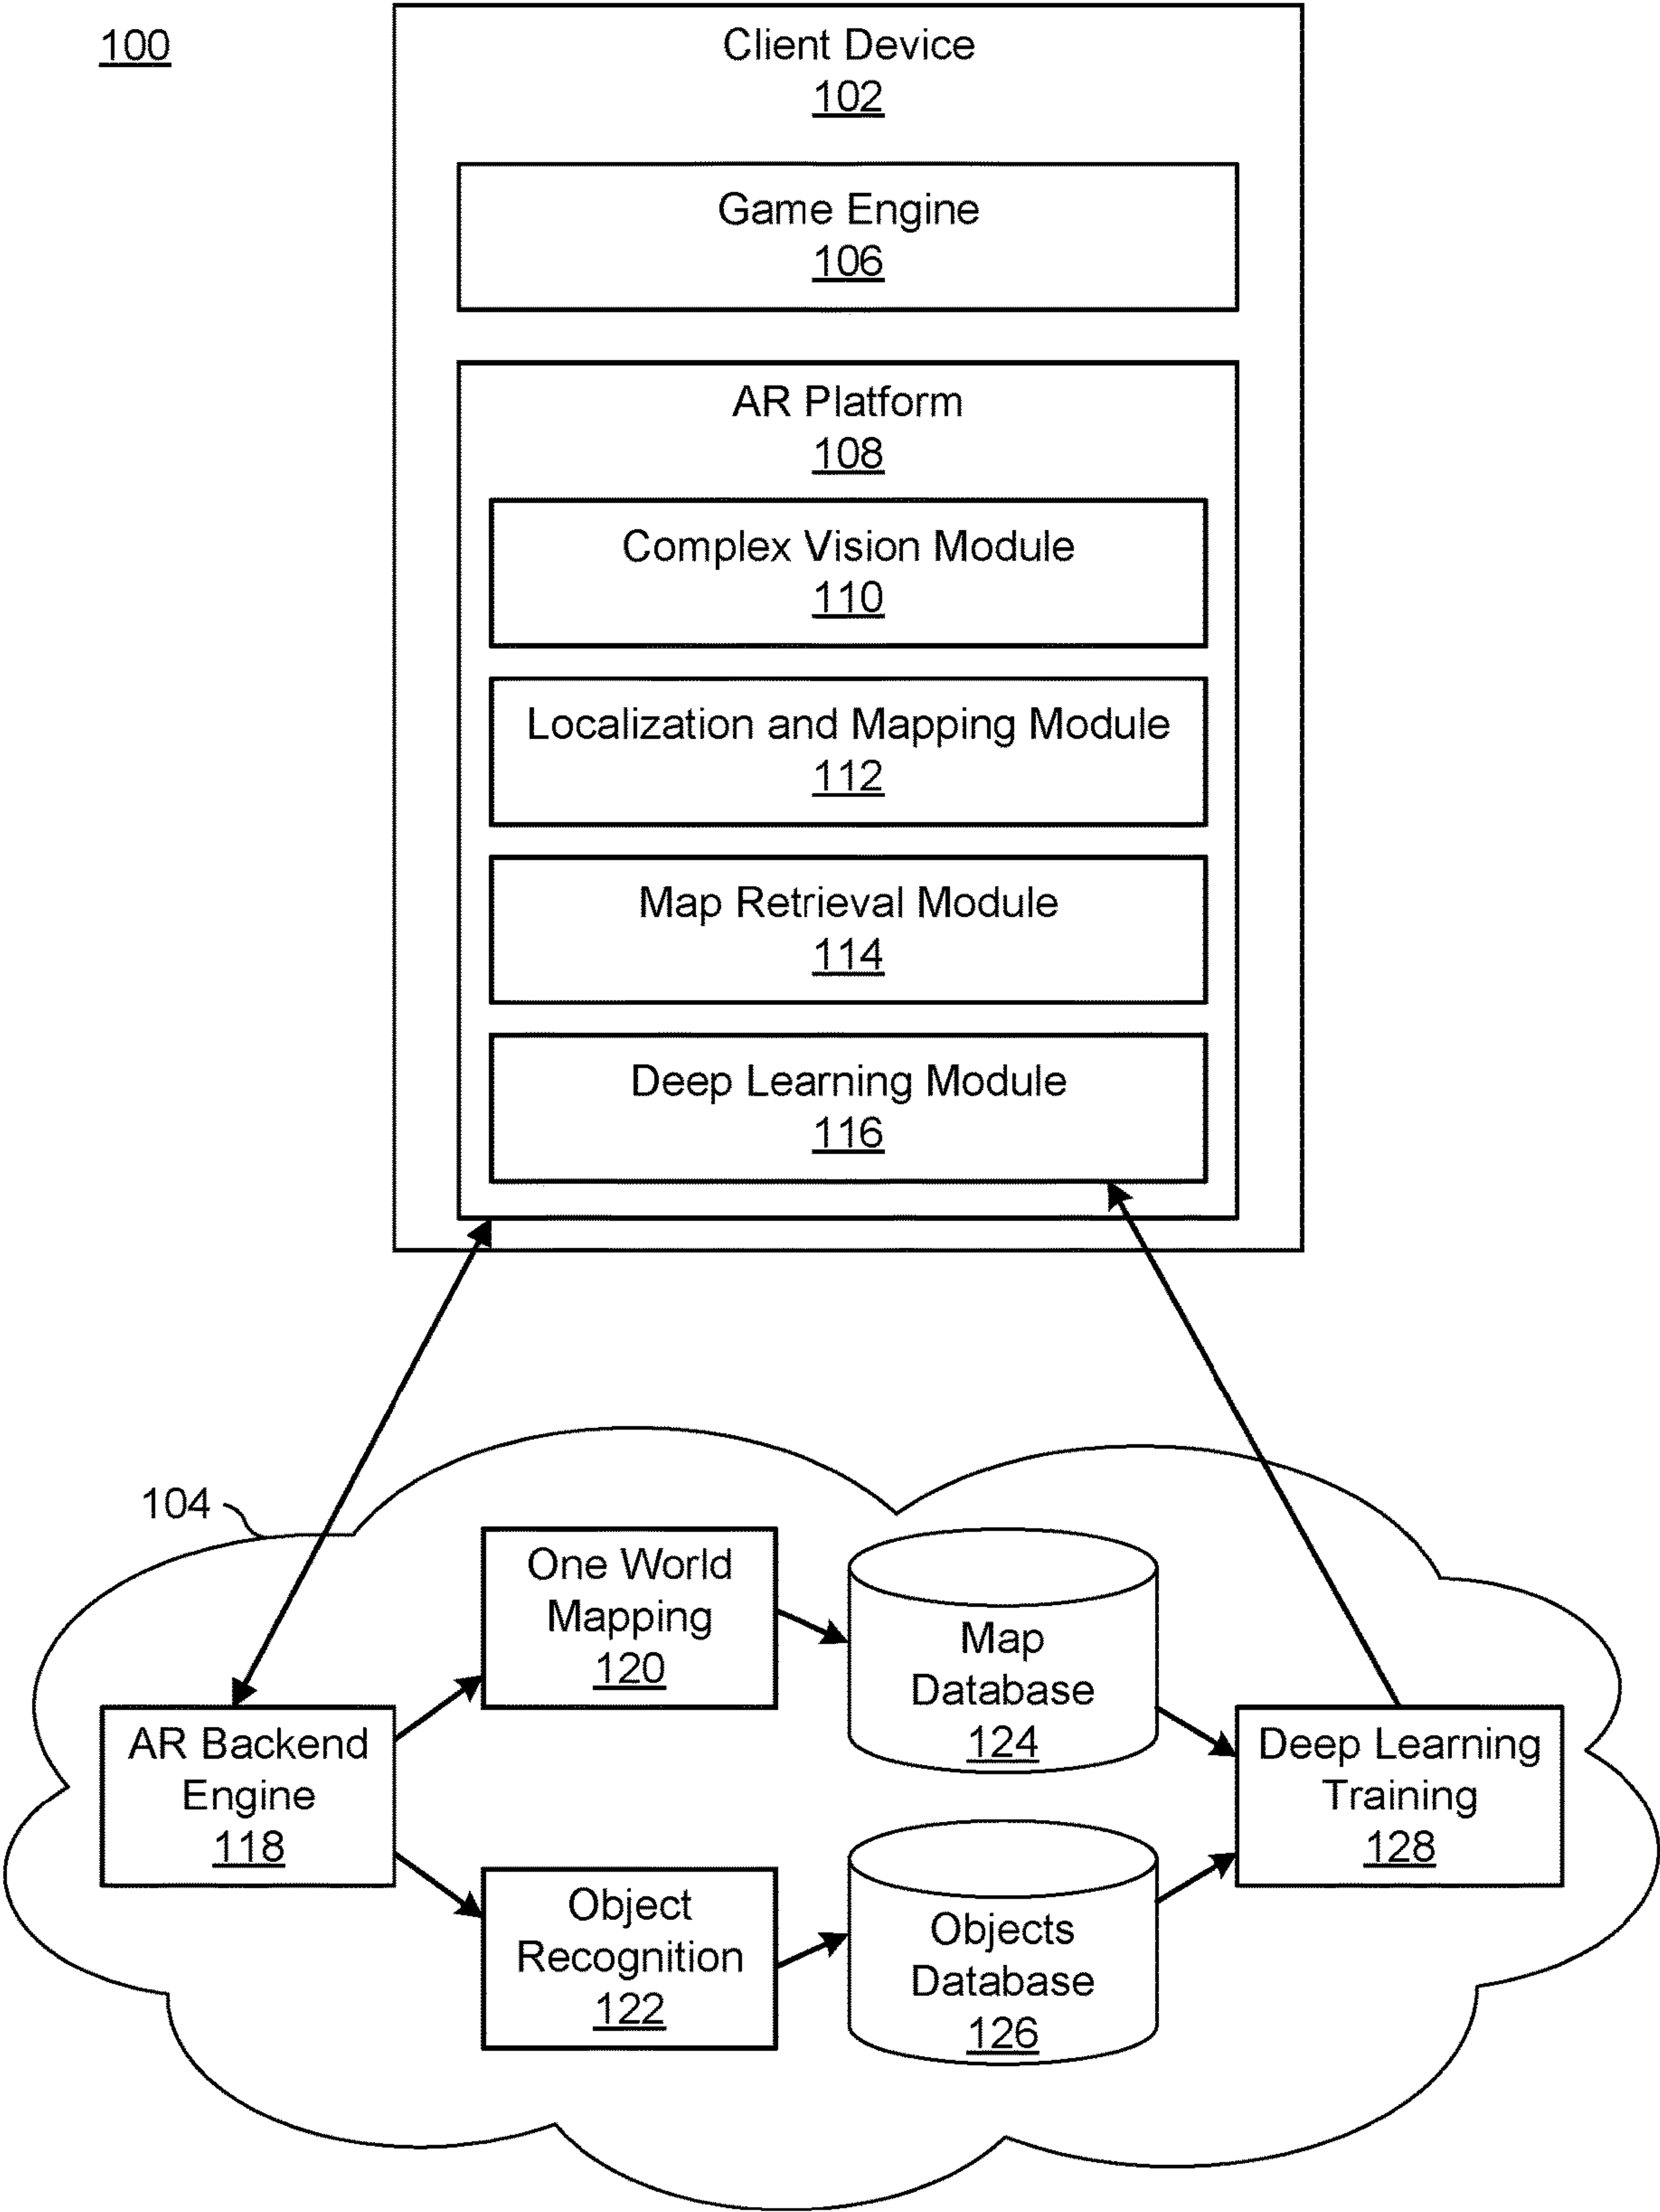 100
Client Device
102
Game Engine
106
AR Platform
108
Complex Vision Module
110
Localization and Mapping Module
112
Map Retrieval Module
114
Deep Learning Module
116
104
One World
Mapping
120
Map
Database
124
AR Backend
Engine
118
Deep Learning
Training
128
Object
Recognition
122
Objects
Database
126